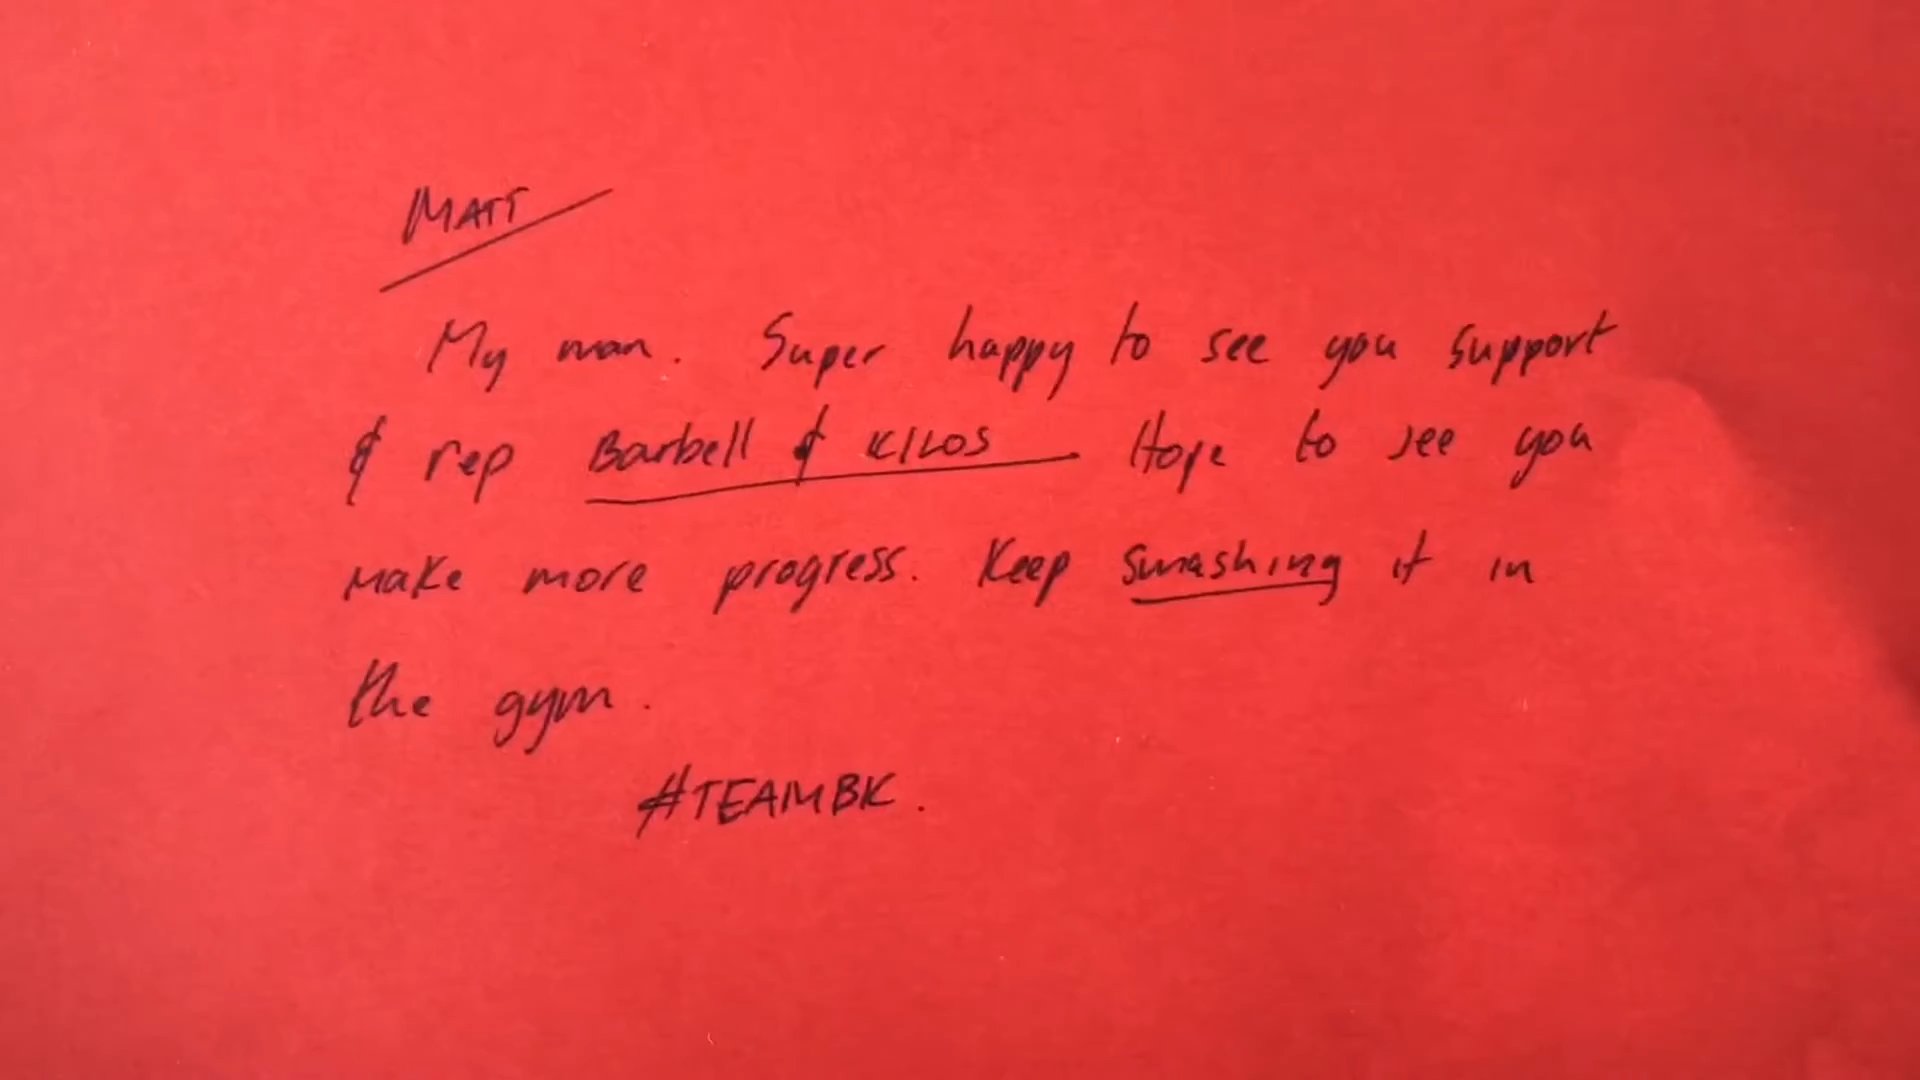 MATT
My man. Super happy to see you support
& rep Barbell & KILOS Hope to see you
make more progress. Keep smashing it in
the gym.
#TEAMBK.